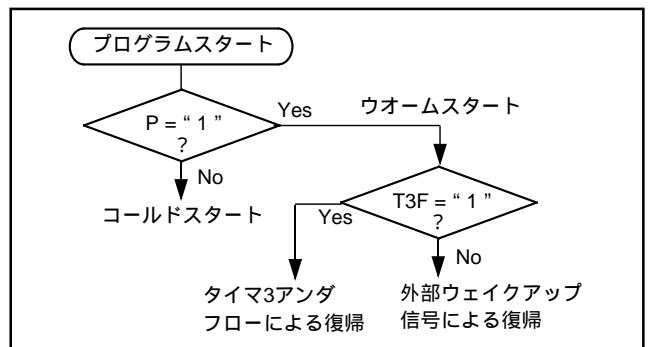 プログラムスタート
P = “ 1 ”
?
Yes
ウオームスタート
No
コールドスタート
T3F = “ 1 ”
?
Yes
No
タイマ3アンダ
フローによる復帰
外部ウェイクアップ
信号による復帰